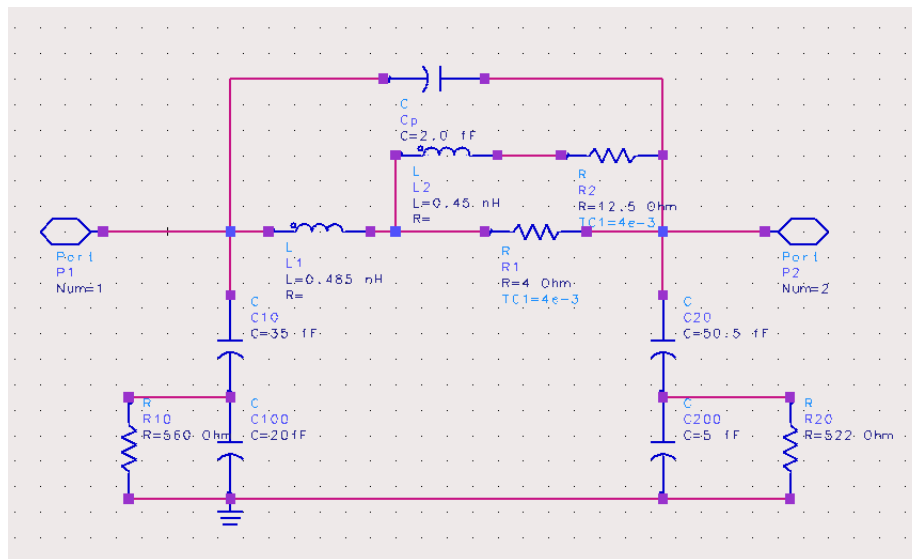 C
Cp
C=2.0 fF
L
L2
L=0.45 nH
R=
R
R2
R=12.5 Ohm
TC1=4e-3
Port
P1
Num=1
L
L1
L=0.485 nH
R=
R
R1
R=4 Ohm
TC1=4e-3
Port
P2
Num=2
C
C10
C=35 fF
C
C20
C=50.5 fF
R
R10
R=560 Ohm
C
C100
C=20fF
C
C200
C=5 fF
R
R20
R=522 Ohm